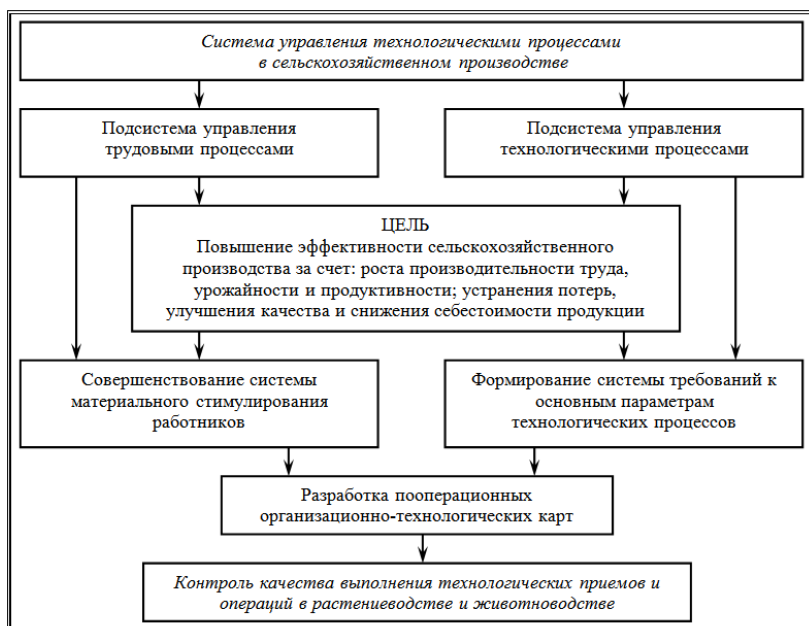 Система управления технологическими процессами
в сельскохозяйственном производстве
Подсистема управления
трудовыми процессами
Подсистема управления
технологическими процессами
ЦЕЛЬ
Повышение эффективности сельскохозяйственного
производства за счет: роста производительности труда,
урожайности и продуктивности; устранения потерь,
улучшения качества и снижения себестоимости продукции
Совершенствование системы
материального стимулирования
работников
Формирование системы требований к
основным параметрам
технологических процессов
Разработка пооперационных
организационно-технологических карт
Контроль качества выполнения технологических приемов и
операций в растениеводстве и животноводстве